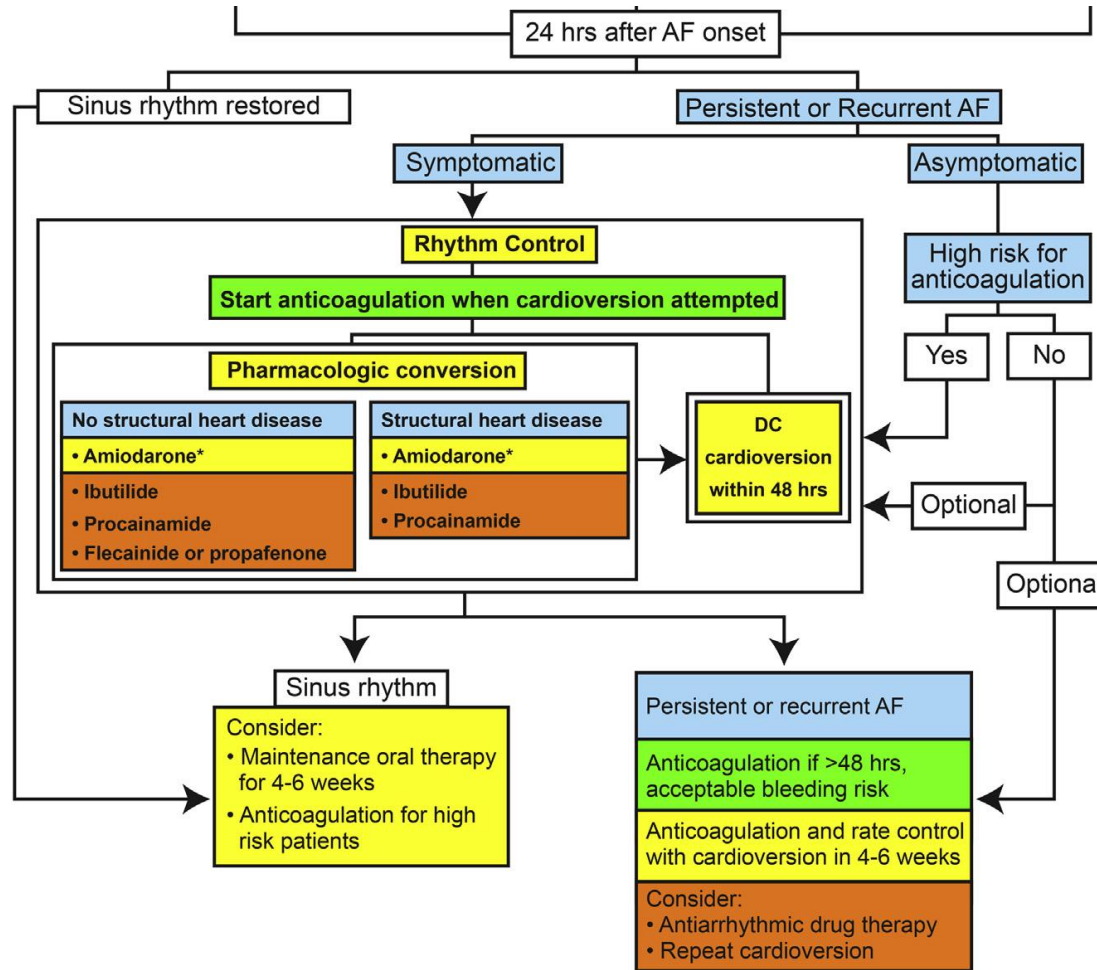 24 hrs after AF onset
Sinus rhythm restored
Persistent or Recurrent AF
Symptomatic
Asymptomatic
Rhythm Control
High risk for
anticoagulation
Start anticoagulation when cardioversion attempted
Yes
No
Pharmacologic conversion
No structural heart disease
• Amiodarone*
• Ibutilide
• Procainamide
• Flecainide or propafenone
Structural heart disease
• Amiodarone*
• Ibutilide
• Procainamide
DC
cardioversion
within 48 hrs
Optional
Optional
Sinus rhythm
Consider:
• Maintenance oral therapy
for 4-6 weeks
• Anticoagulation for high
risk patients
Persistent or recurrent AF
Anticoagulation if >48 hrs,
acceptable bleeding risk
Anticoagulation and rate control
with cardioversion in 4-6 weeks
Consider:
• Antiarrhythmic drug therapy
• Repeat cardioversion